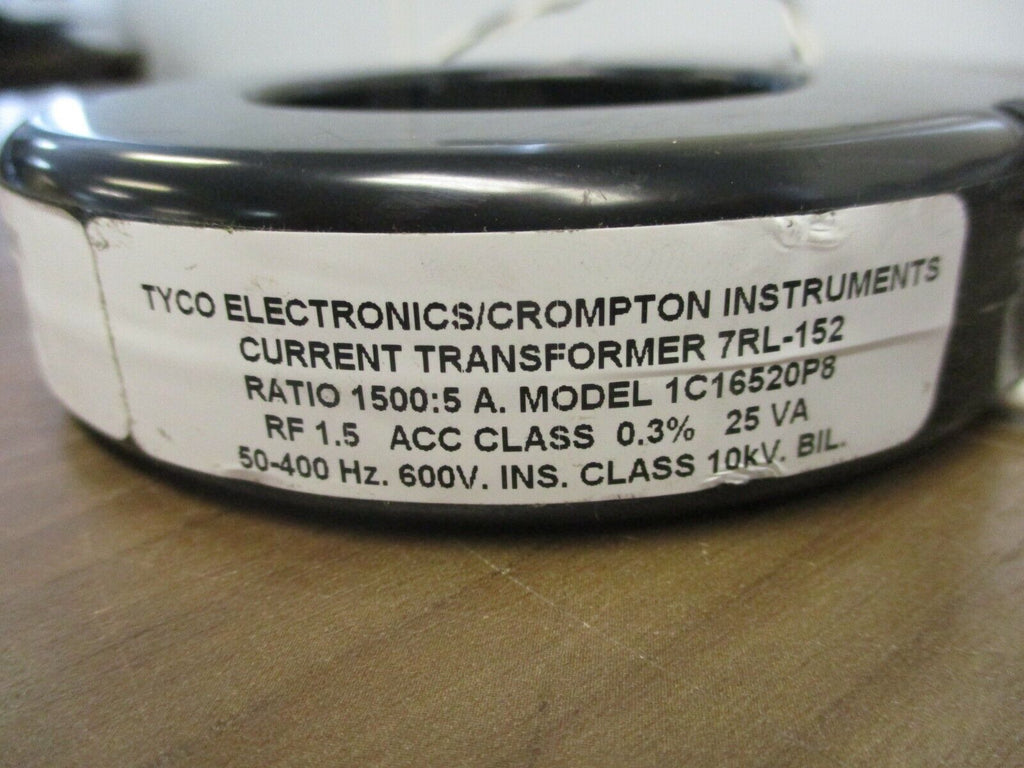 TYCO ELECTRONICS/CROMPTON INSTRUMENTS
CURRENT TRANSFORMER 7RL-152
RATIO 1500:5 A. MODEL 1C16520P8
RF 1.5 ACC CLASS 0.3% 25 VA
50-400 Hz. 600V. INS. CLASS 10kV. BIL.